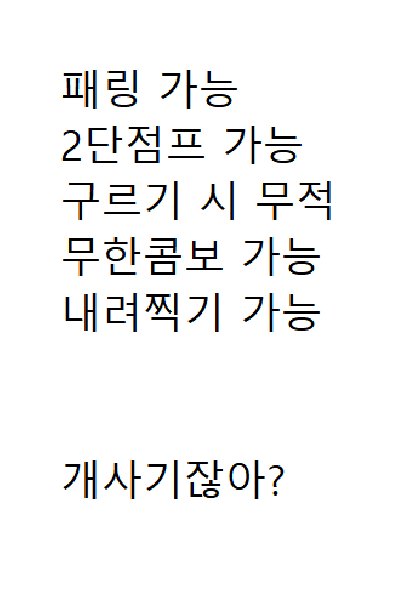 패링 가능
2단점프 가능
구르기 시 무적
무한콤보 가능
내려찍기 가능
개사기잖아?